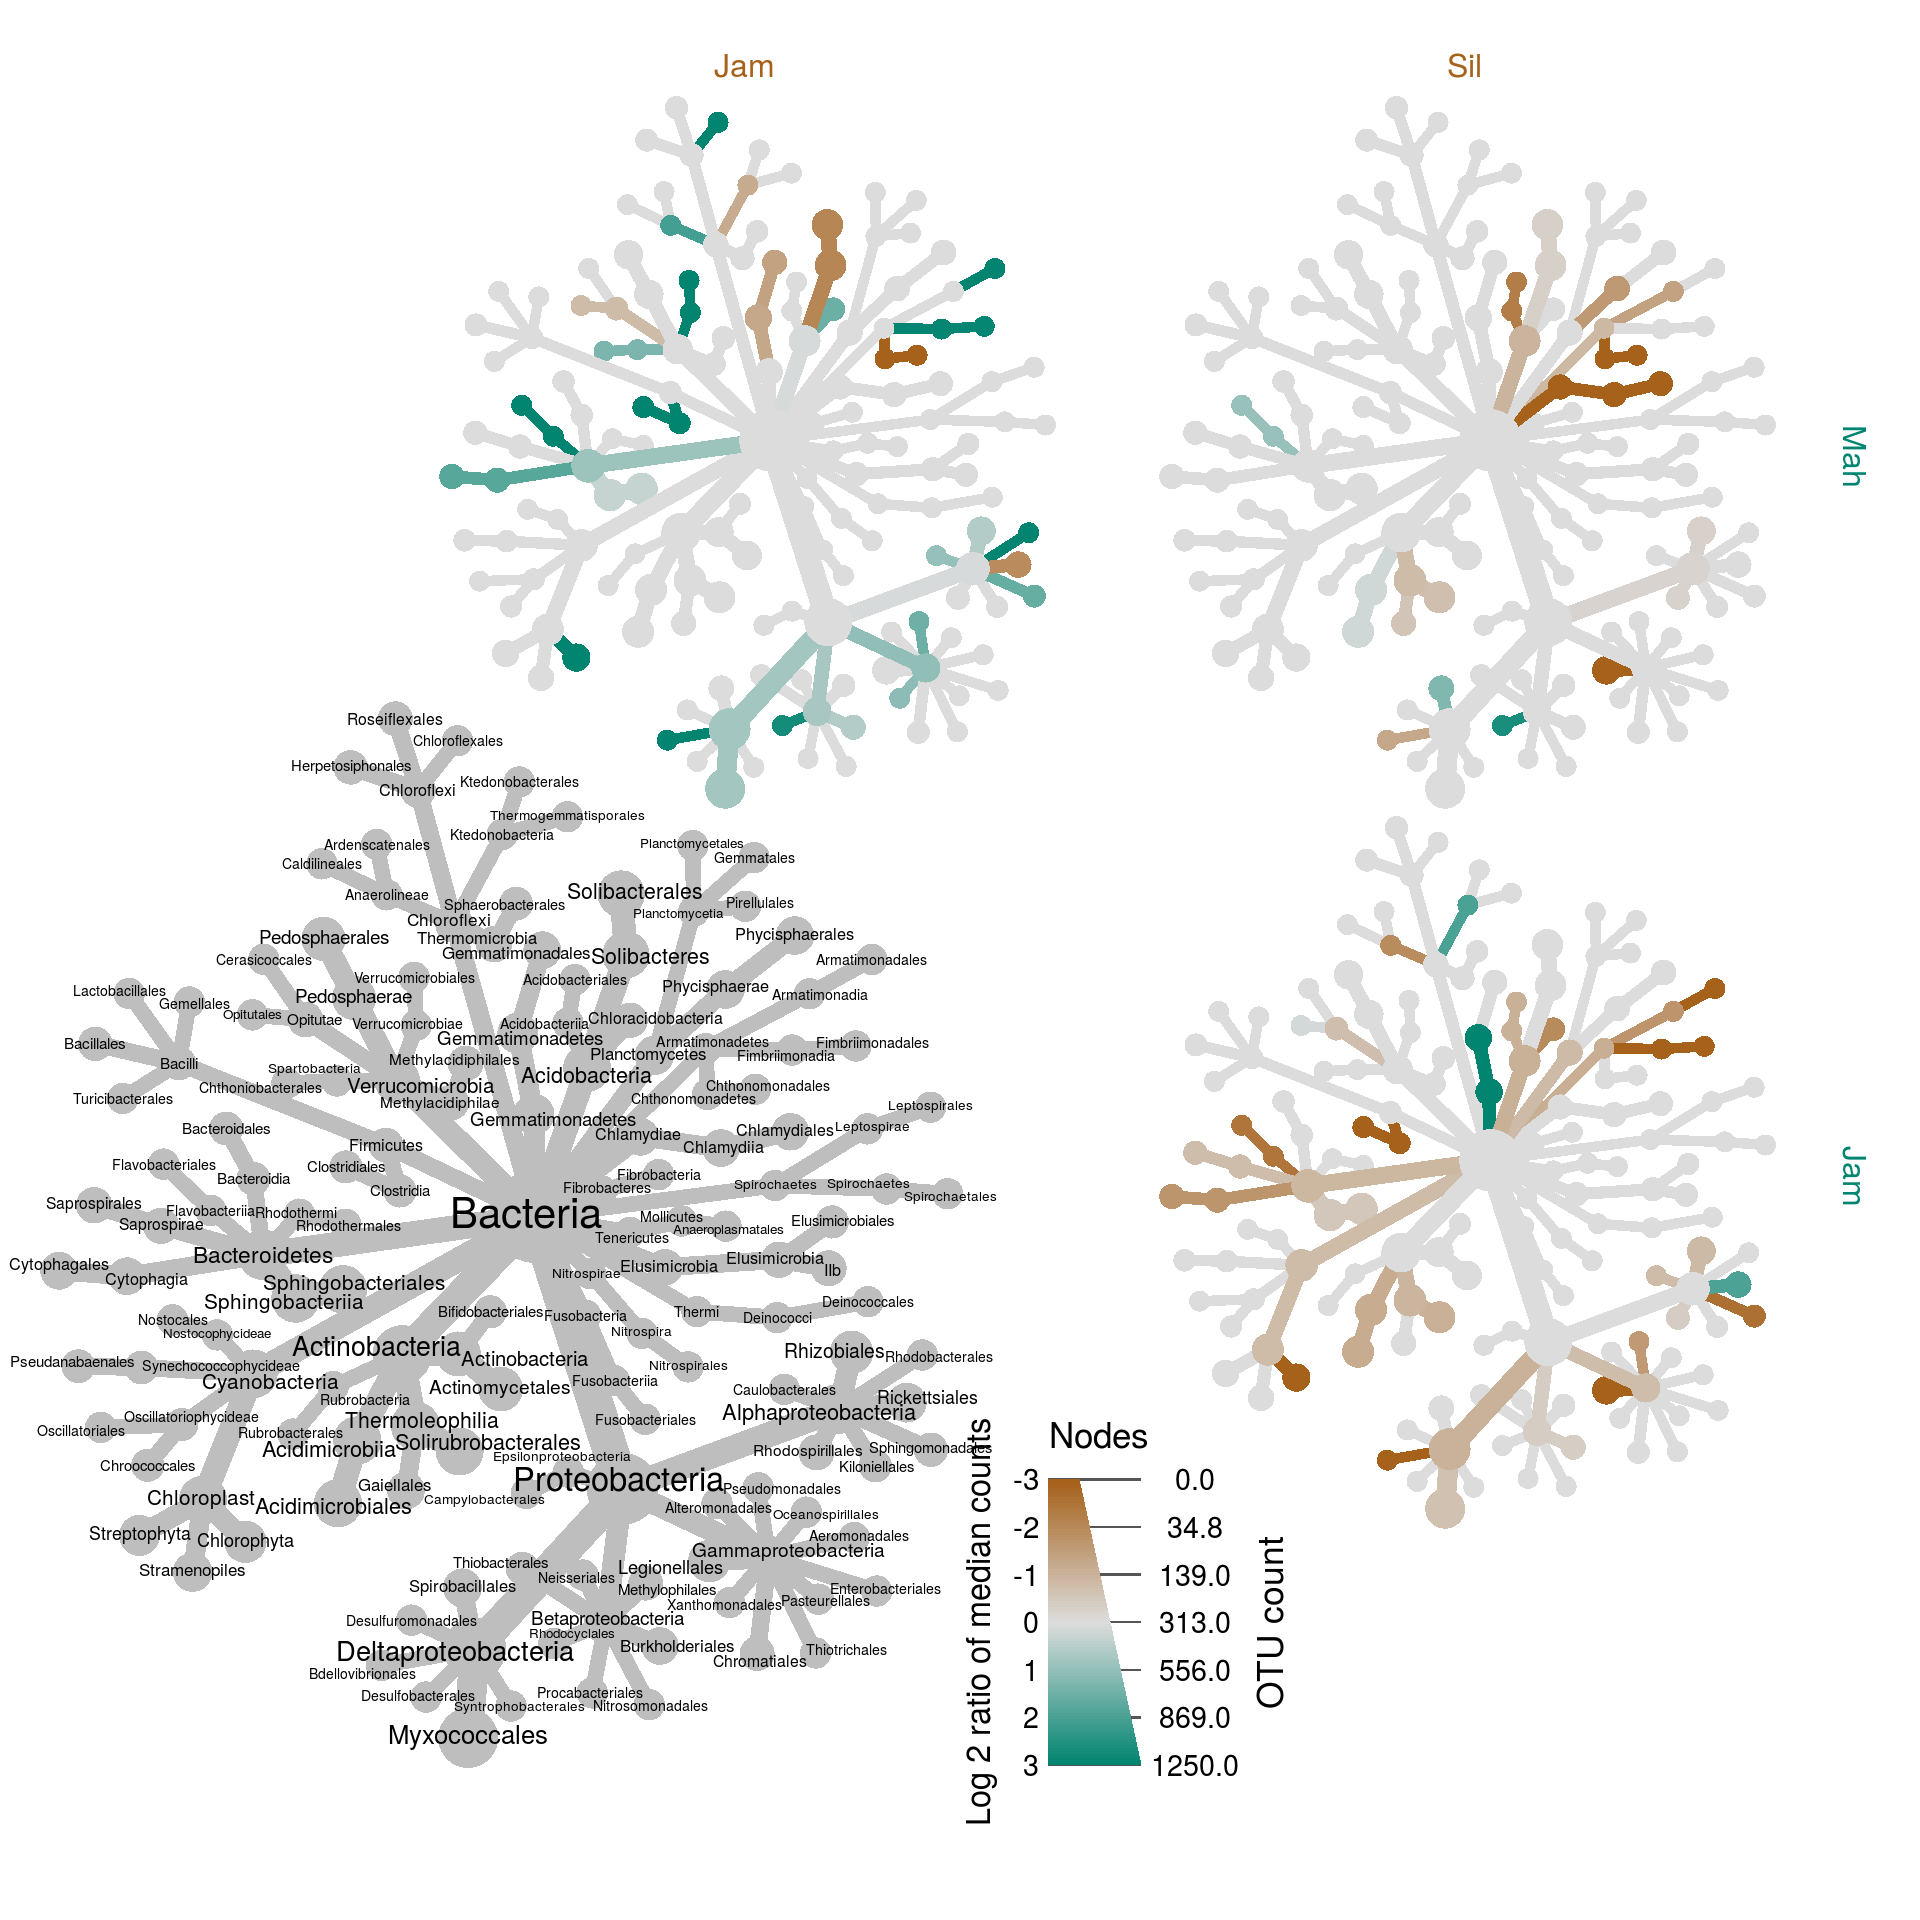 Jam
Sil
Mah
Jam
Roseiflexales
Chloroflexales
Herpetosiphonales
Chloroflexi
Ktedonobacterales
Thermogemmatisporales
Ktedonobacteria
Ardenscatenales
Caldilineales
Anaerolineae
Sphaerobacterales
Chloroflexi
Thermomicrobia
Planctomycetales
Gemmatales
Solibacterales
Planctomycetia
Pirellulales
Pedosphaerales
Gemmatimonadales
Solibacteres
Phycisphaerales
Cerasicoccales
Armatimonadales
Verrucomicrobiales
Acidobacteriales
Phycisphaerae
Armatimonadia
Lactobacillales
Gemellales
Pedosphaerae
Opitutales
Opitutae
Verrucomicrobiae
Acidobacteriia
Chloracidobacteria
Bacillales
Gemmatimonadetes
Armatimonadetes
Fimbriimonadales
Bacilli
Methylacidiphilales
Planctomycetes
Fimbriimonadia
Spartobacteria
Chthoniobacterales
Verrucomicrobia
Acidobacteria
Chthonomonadales
Turicibacterales
Methylacidiphilae
Chthonomonadetes
Leptospirales
Gemmatimonadetes
Bacteroidales
Chlamydiae
Chlamydiales
Leptospirae
Firmicutes
Chlamydiia
Flavobacteriales
Clostridiales
Bacteroidia
Fibrobacteria
Clostridia
Fibrobacteres
Spirochaetes
Spirochaetes
Spirochaetales
Saprospirales
Flavobacteriia
Rhodothermi
Bacteria
Mollicutes
Saprospirae
Rhodothermales
Anaeroplasmatales
Elusimicrobiales
Tenericutes
Bacteroidetes
Cytophagales
Cytophagia
Elusimicrobia
Elusimicrobia
IIb
Nitrospirae
Sphingobacteriales
Sphingobacteriia
Bifidobacteriales
Fusobacteria
Thermi
Deinococcales
Deinococci
Nostocales
Nostocophycideae
Nitrospira
Actinobacteria
Actinobacteria
Rhizobiales
Rhodobacterales
Pseudanabaenales
Synechococcophycideae
Nitrospirales
Cyanobacteria
Actinomycetales
Fusobacteriia
Caulobacterales
Rickettsiales
Rubrobacteria
Alphaproteobacteria
Oscillatoriophycideae
Thermoleophilia
Fusobacteriales
Oscillatoriales
Rubrobacterales
Acidimicrobiia
Solirubrobacterales
Rhodospirillales
Sphingomonadales
Epsilonproteobacteria
Chroococcales
Kiloniellales
Gaiellales
Proteobacteria
Pseudomonadales
Chloroplast
Acidimicrobiales
Campylobacterales
Alteromonadales
Oceanospirillales
Streptophyta
Chlorophyta
Aeromonadales
Gammaproteobacteria
Stramenopiles
Thiobacterales
Legionellales
Spirobacillales
Neisseriales
Methylophilales
Enterobacteriales
Xanthomonadales
Pasteurellales
Desulfuromonadales
Betaproteobacteria
Rhodocyclales
Deltaproteobacteria
Burkholderiales
Thiotrichales
Chromatiales
Bdellovibrionales
Desulfobacterales
Procabacteriales
Syntrophobacterales
Nitrosomonadales
Myxococcales
Nodes
Log 2 ratio of median counts
OTU count
-3 0.0
-2 34.8
-1 139.0
0 313.0
1 556.0
2 869.0
3 1250.0